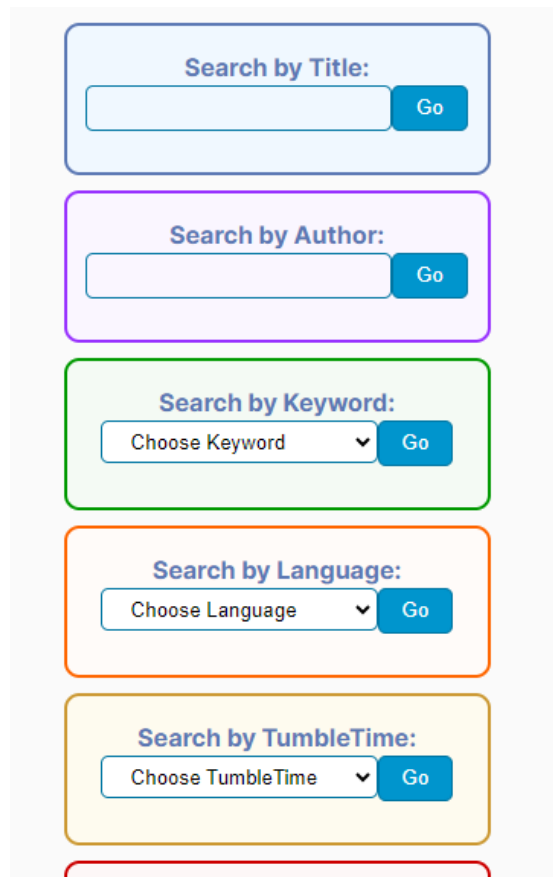 Search by Title:
Go
Search by Author:
Go
Search by Keyword:
Choose Keyword Go
Search by Language:
Choose Language Go
Search by TumbleTime:
Choose TumbleTime Go